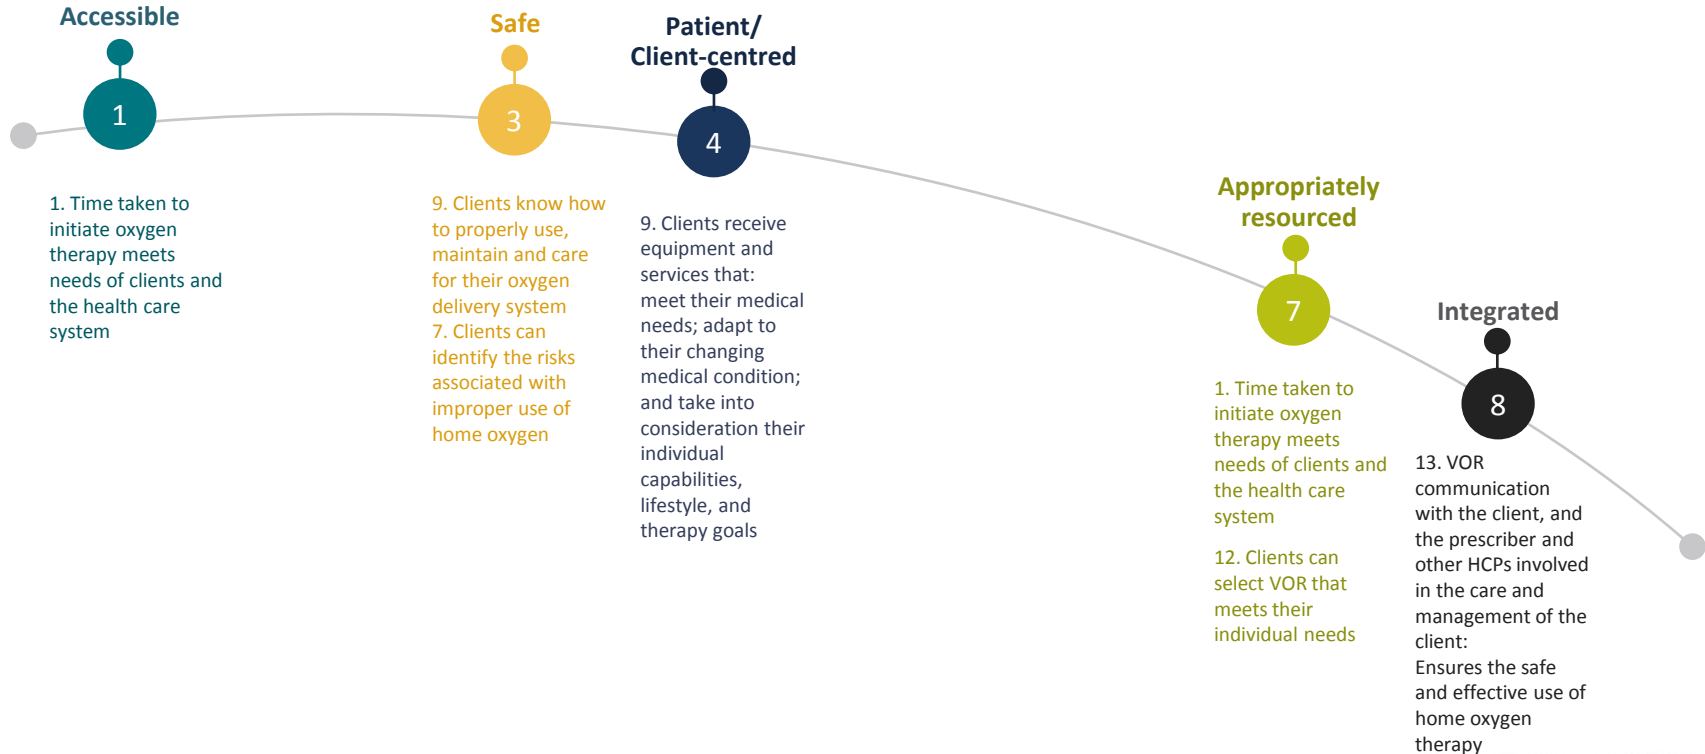 Accessible
1
1. Time taken to
initiate oxygen
therapy meets
needs of clients and
the health care
system
Safe
3
9. Clients know how
to properly use,
maintain and care
for their oxygen
delivery system
7. Clients can
identify the risks
associated with
improper use of
home oxygen
Patient/
Client-centred
4
9. Clients receive
equipment and
services that:
meet their medical
needs; adapt to
their changing
medical condition;
and take into
consideration their
individual
capabilities,
lifestyle, and
therapy goals
Appropriately
resourced
7
1. Time taken to
initiate oxygen
therapy meets
needs of clients and
the health care
system
12. Clients can
select VOR that
meets their
individual needs
Integrated
8
13. VOR
communication
with the client, and
the prescriber and
other HCPs involved
in the care and
management of the
client:
Ensures the safe
and effective use of
home oxygen
therapy